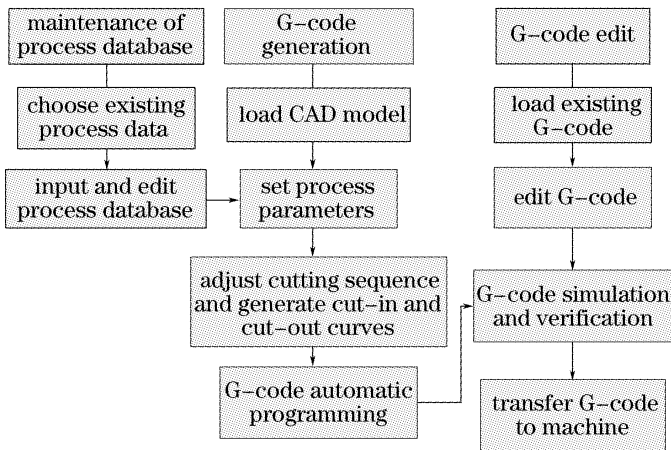 maintenance of
process database
choose existing
process data
input and edit
process database
G–code
generation
load CAD model
set process
parameters
adjust cutting sequence
and generate cut–in and
cut–out curves
G–code automatic
programming
G–code edit
load existing
G–code
edit G–code
G–code simulation
and verification
transfer G–code
to machine